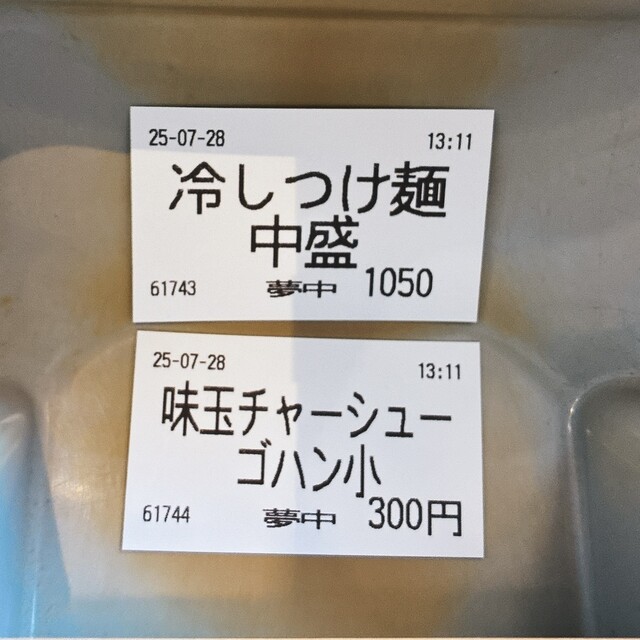 25-07-28 13:11
冷しつけ麺
中盛
61743 夢中 1050
25-07-28 13:11
味玉チャーシュー
ゴハン小
61744 夢中 300円